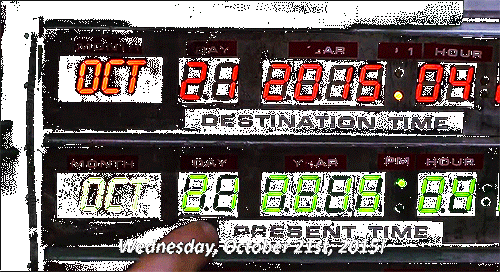 MONTH DAY YEAR HOUR
OCT 21 2015 04
DESTINATION TIME
MONTH DAY YEAR PM HOUR
OCT 21 2015 04
PRESENT TIME
Wednesday, October 21st, 2015!